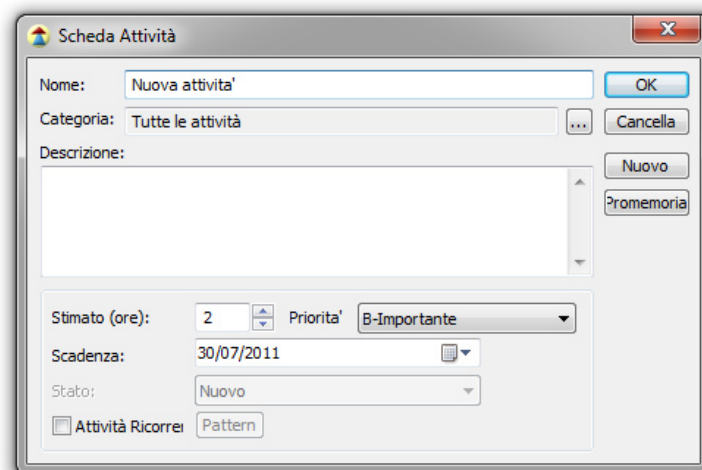 Scheda Attività
Nome: Nuova attivita' OK
Categoria: Tutte le attività ... Cancella
Descrizione:
Nuovo
Promemoria
Stimato (ore): 2 Priorita' B-Importante
Scadenza: 30/07/2011
Stato: Nuovo
Attività Ricorrer Pattern